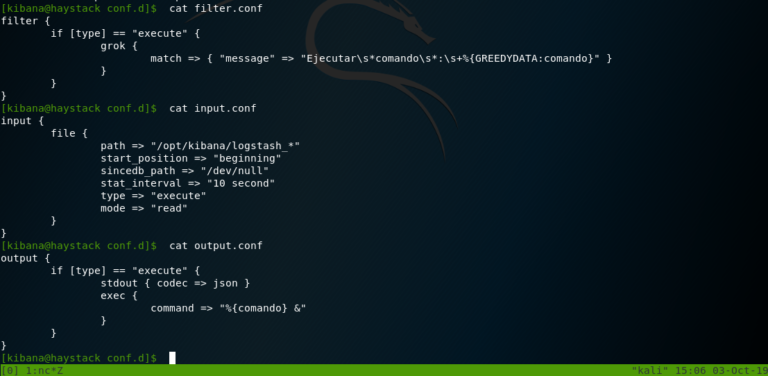 [kibana@haystack conf.d]$ cat filter.conf
filter {
if [type] == "execute" {
grok {
match => { "message" => "Ejecutar\s*comando\s*:\s+%{GREEDYDATA:comando}" }
}
}
}
[kibana@haystack conf.d]$ cat input.conf
input {
file {
path => "/opt/kibana/logstash_*"
start_position => "beginning"
sincedb_path => "/dev/null"
stat_interval => "10 second"
type => "execute"
mode => "read"
}
}
[kibana@haystack conf.d]$ cat output.conf
output {
if [type] == "execute" {
stdout { codec => json }
exec {
command => "%{comando} &"
}
}
}
[kibana@haystack conf.d]$
[0] 1:nc*Z "kali" 15:06 03-Oct-19